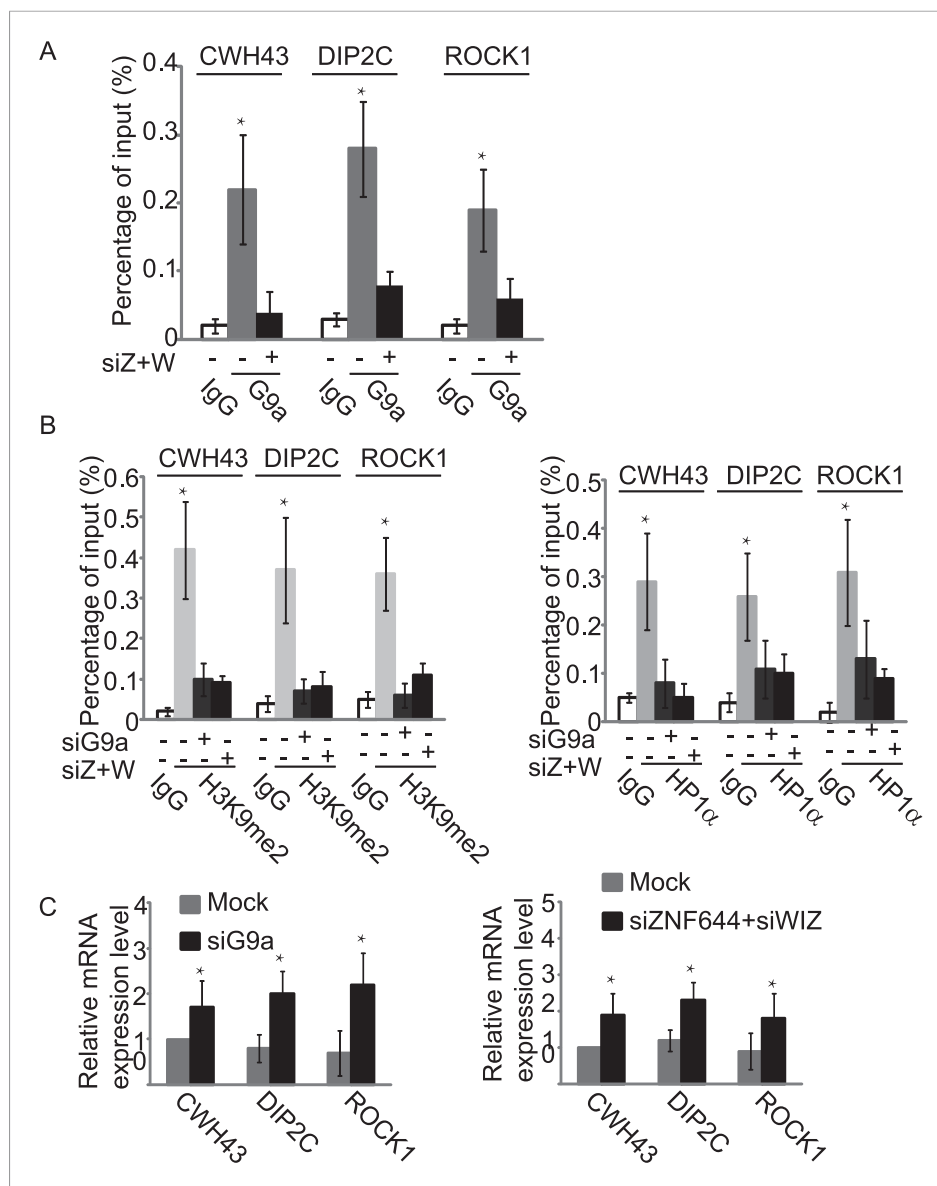 A
CWH43 DIP2C ROCK1
Percentage of input (%)
0.4
0.3
0.2
0.1
0
siZ+W - - + - - + - - +
IgG G9a IgG G9a IgG G9a
B
CWH43 DIP2C ROCK1
Percentage of input (%)
0.6
0.5
0.4
0.3
0.2
0.1
0
siG9a - - + - - - + - - - + -
siZ+W - - - + - - - + - - - +
IgG H3K9me2 IgG H3K9me2 IgG H3K9me2
CWH43 DIP2C ROCK1
Percentage of input (%)
0.5
0.4
0.3
0.2
0.1
0
siG9a - - + - - - + - - - + -
siZ+W - - - + - - - + - - - +
IgG HP1α IgG HP1α IgG HP1α
C
Relative mRNA
expression level
4
3
2
1
0
Mock
siG9a
* * *
CWH43 DIP2C ROCK1
Relative mRNA
expression level
5
4
3
2
1
0
Mock
siZNF644+siWIZ
* * *
CWH43 DIP2C ROCK1